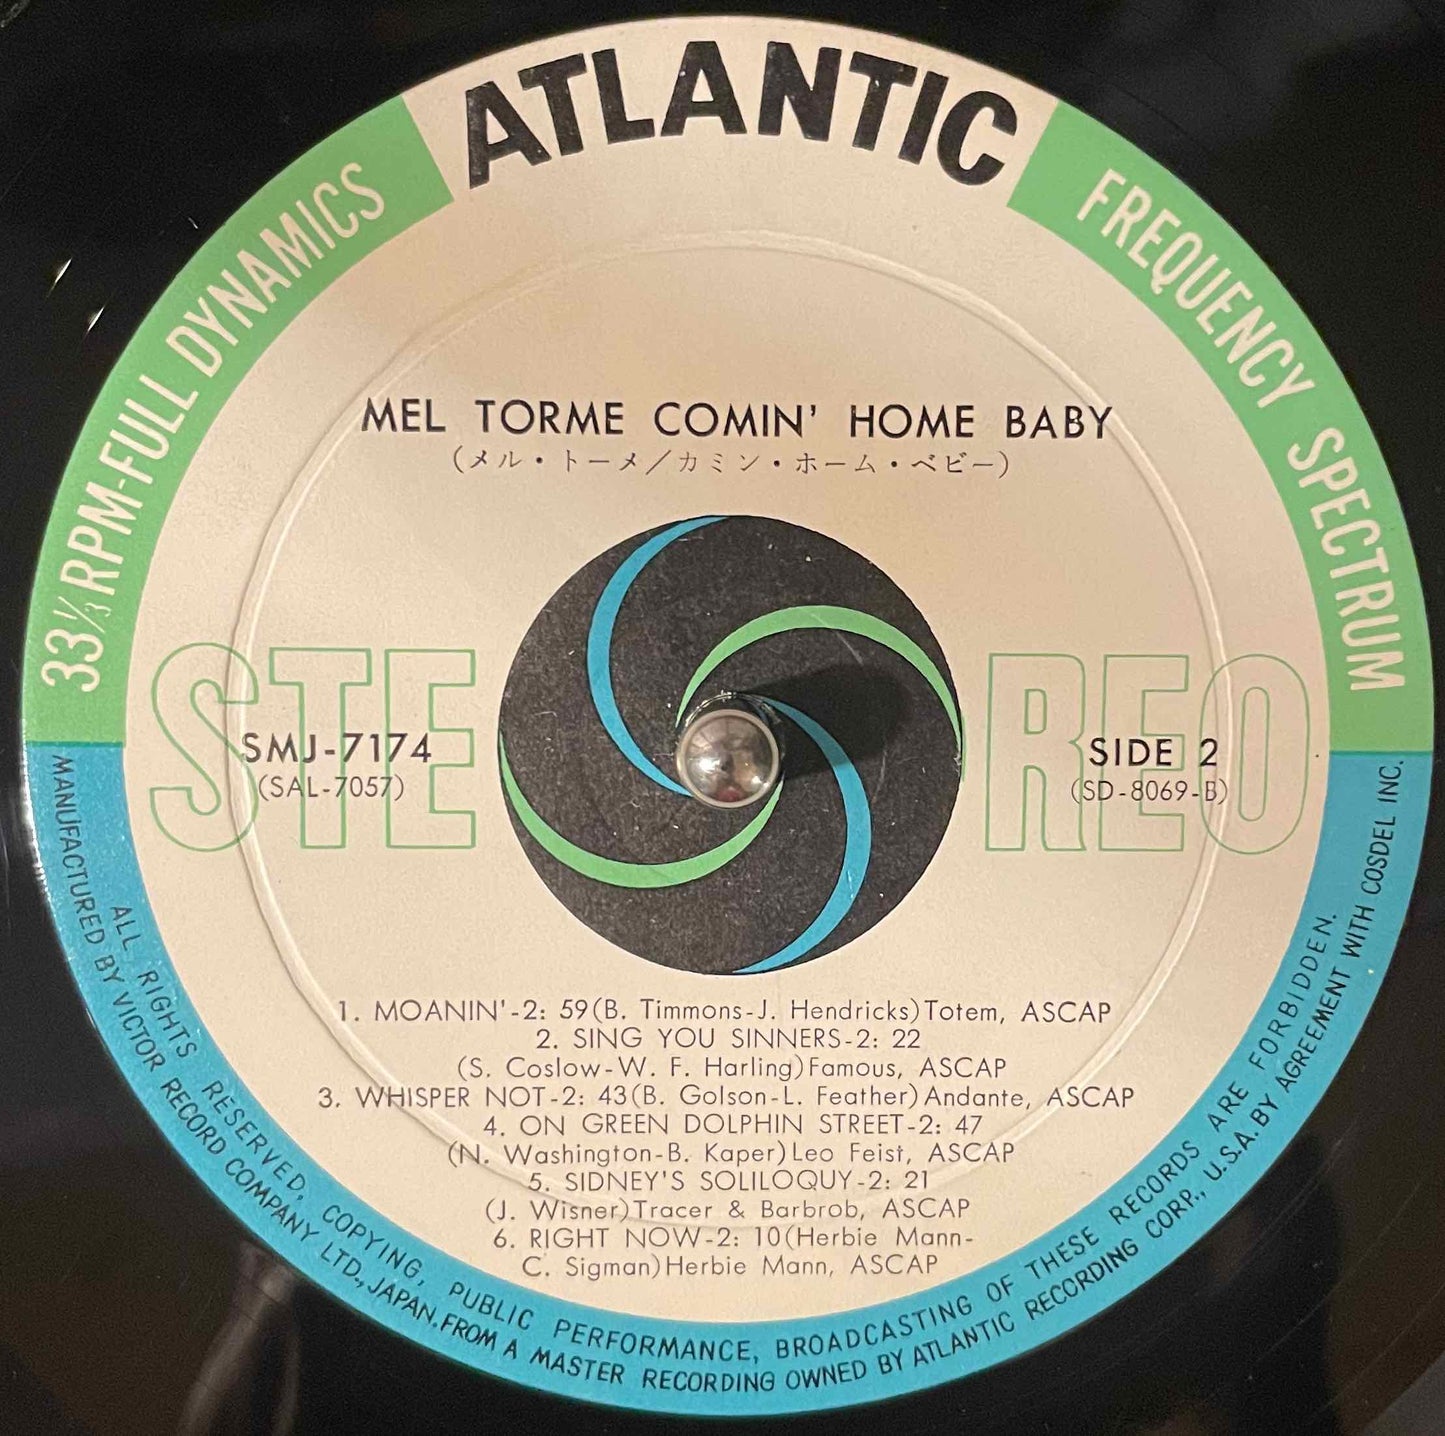 ATLANTIC
33 1/3 RPM-FULL DYNAMICS
FREQUENCY SPECTRUM
MEL TORME COMIN' HOME BABY
(メル・トーメ/カミン・ホーム・ベビー)
STEREO
SMJ-7174
(SAL-7057)
SIDE 2
(SD-8069-B)
1. MOANIN'-2: 59(B. Timmons-J. Hendricks)Totem, ASCAP
2. SING YOU SINNERS-2: 22
(S. Coslow-W. F. Harling)Famous, ASCAP
3. WHISPER NOT-2: 43(B. Golson-L. Feather)Andante, ASCAP
4. ON GREEN DOLPHIN STREET-2: 47
(N. Washington-B. Kaper)Leo Feist, ASCAP
5. SIDNEY'S SOLILOQUY-2: 21
(J. Wisner)Tracer & Barbrob, ASCAP
6. RIGHT NOW-2: 10(Herbie Mann-
C. Sigman)Herbie Mann, ASCAP
ALL RIGHTS RESERVED, COPYING, PUBLIC PERFORMANCE, BROADCASTING OF THESE RECORDS ARE FORBIDDEN.
MANUFACTURED BY VICTOR RECORD COMPANY LTD., JAPAN. FROM A MASTER RECORDING OWNED BY ATLANTIC RECORDING CORP., U.S.A. BY AGREEMENT WITH COSDEL INC.